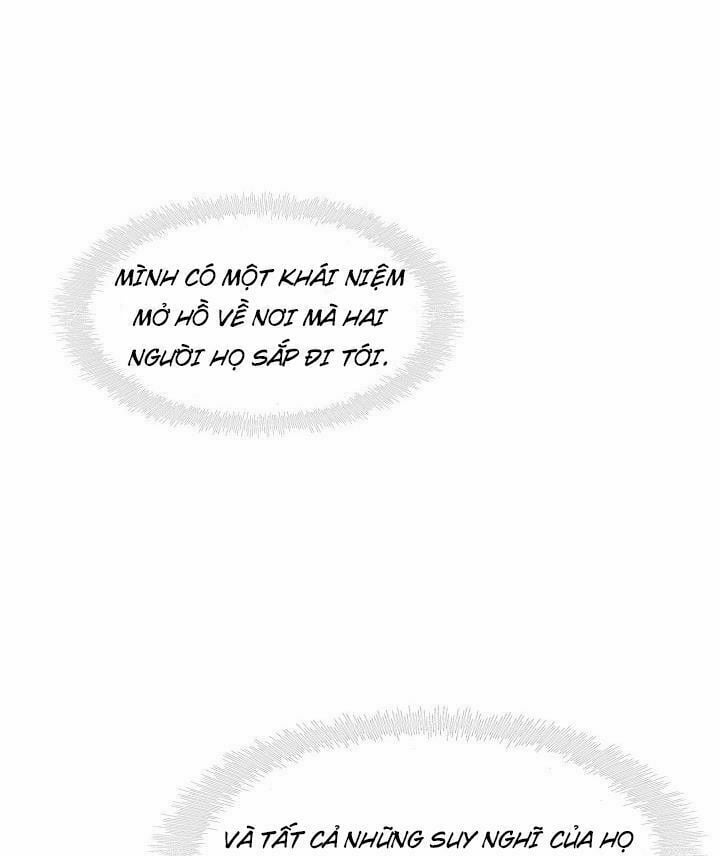 MÌNH CÓ MỘT KHÁI NIỆM
MỞ HỒ VỀ NƠI MÀ HAI
NGƯỜI HỌ SẮP ĐI TỚI.
VÀ TẤT CẢ NHỮNG SUY NGHĨ CỦA HỌ